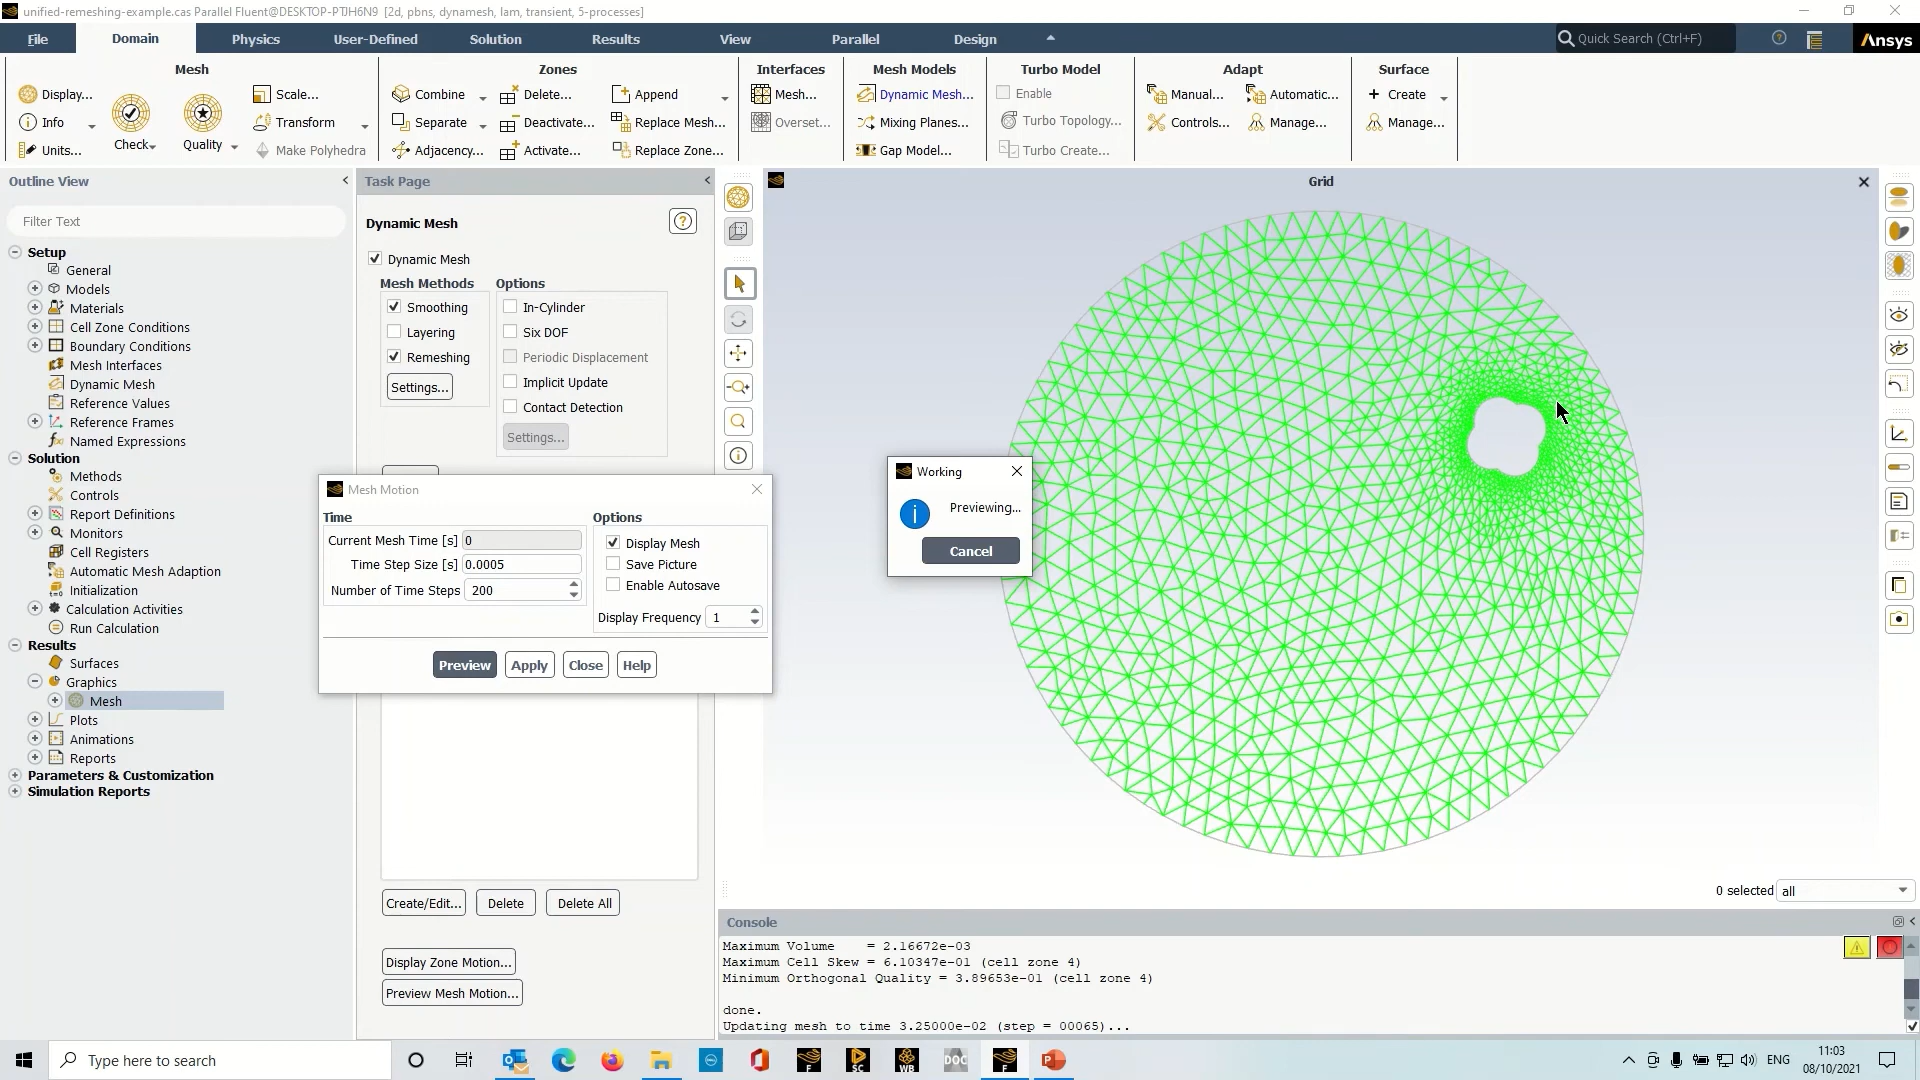 unified-remeshing-example.cas Parallel Fluent@DESKTOP-PTJH6N9 [2d, pbns, dynamesh, lam, transient, 5-processes]
File Domain Physics User-Defined Solution Results View Parallel Design Quick Search (Ctrl+F) Ansys
Mesh Zones Interfaces Mesh Models Turbo Model Adapt Surface
Display... Scale... Combine Delete... Append Mesh... Dynamic Mesh... Enable Manual... Automatic... + Create
Info Transform Separate Deactivate... Replace Mesh... Overset... Mixing Planes... Turbo Topology... Controls... Manage... Manage...
Units... Check Quality Make Polyhedra Adjacency... Activate... Replace Zone... Gap Model... Turbo Create...
Outline View
Filter Text
Setup
General
Models
Materials
Cell Zone Conditions
Boundary Conditions
Mesh Interfaces
Dynamic Mesh
Reference Values
Reference Frames
Named Expressions
Solution
Methods
Controls
Report Definitions
Monitors
Cell Registers
Automatic Mesh Adaption
Initialization
Calculation Activities
Run Calculation
Results
Surfaces
Graphics
Mesh
Plots
Animations
Reports
Parameters & Customization
Simulation Reports
Task Page
Dynamic Mesh
Dynamic Mesh
Mesh Methods Options
Smoothing In-Cylinder
Layering Six DOF
Remeshing Periodic Displacement
Settings... Implicit Update
Contact Detection
Settings...
Mesh Motion
Time Options
Current Mesh Time [s] 0 Display Mesh
Time Step Size [s] 0.0005 Save Picture
Number of Time Steps 200 Enable Autosave
Display Frequency 1
Preview Apply Close Help
Create/Edit... Delete Delete All
Display Zone Motion...
Preview Mesh Motion...
Grid
Working
Previewing...
Cancel
0 selected all
Console
Maximum Volume = 2.16672e-03
Maximum Cell Skew = 6.10347e-01 (cell zone 4)
Minimum Orthogonal Quality = 3.89653e-01 (cell zone 4)
done.
Updating mesh to time 3.25000e-02 (step = 00065)...
Type here to search
F SC WB DOC F
ENG 11:03
08/10/2021